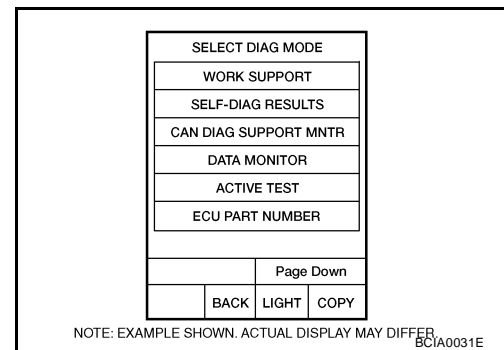 SELECT DIAG MODE
WORK SUPPORT
SELF-DIAG RESULTS
CAN DIAG SUPPORT MNTR
DATA MONITOR
ACTIVE TEST
ECU PART NUMBER
Page Down
BACK LIGHT COPY
NOTE: EXAMPLE SHOWN. ACTUAL DISPLAY MAY DIFFER.
BCIA0031E